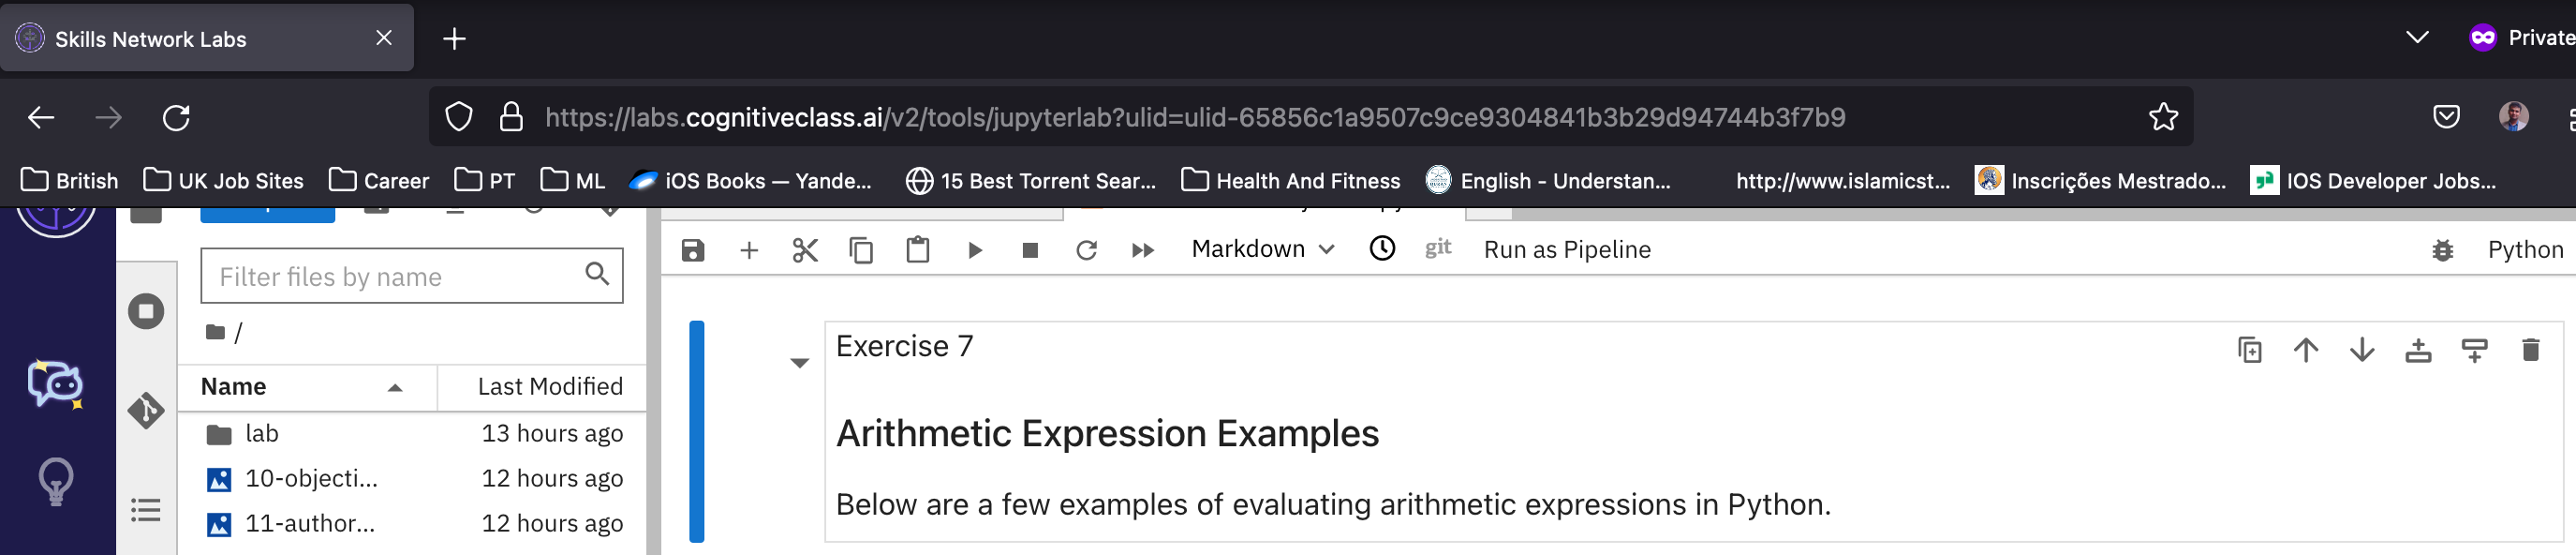 Skills Network Labs
Private
https://labs.cognitiveclass.ai/v2/tools/jupyterlab?ulid=ulid-65856c1a9507c9ce9304841b3b29d94744b3f7b9
British UK Job Sites Career PT ML iOS Books — Yande... 15 Best Torrent Sear... Health And Fitness English - Understan... http://www.islamicst... Inscrições Mestrado... IOS Developer Jobs...
Markdown git Run as Pipeline Python
Filter files by name
/
Name Last Modified
lab 13 hours ago
10-objecti... 12 hours ago
11-author... 12 hours ago
Exercise 7
Arithmetic Expression Examples
Below are a few examples of evaluating arithmetic expressions in Python.